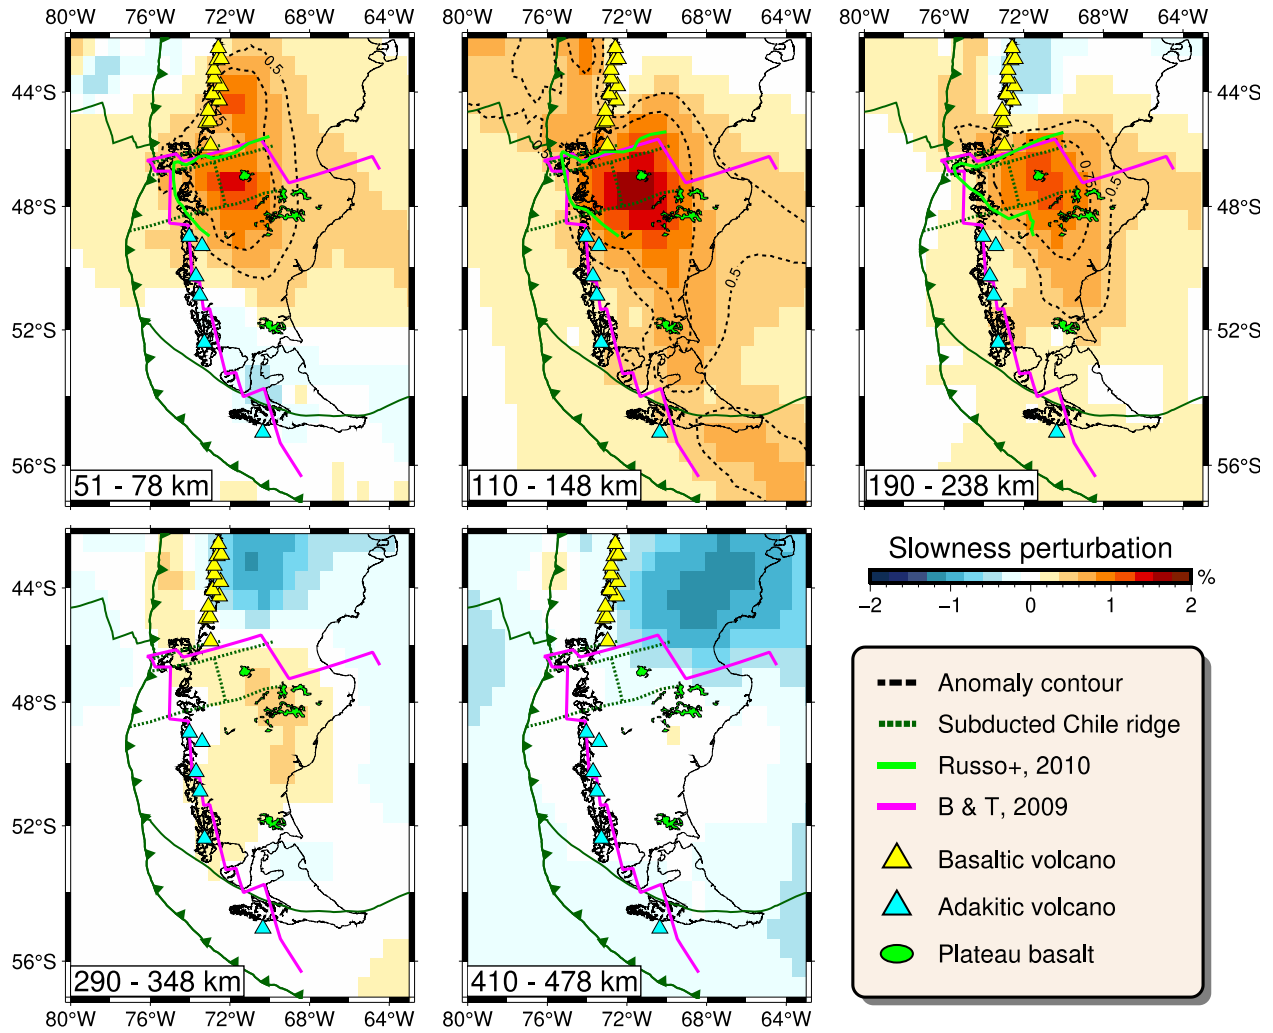 80°W 76°W 72°W 68°W 64°W
80°W 76°W 72°W 68°W 64°W
80°W 76°W 72°W 68°W 64°W
44°S
48°S
52°S
56°S
0.5
51 - 78 km
0.5
0.5
110 - 148 km
0.75
0.5
190 - 238 km
44°S
48°S
52°S
56°S
44°S
48°S
52°S
56°S
290 - 348 km
410 - 478 km
80°W 76°W 72°W 68°W 64°W
80°W 76°W 72°W 68°W 64°W
Slowness perturbation
%
−2 −1 0 1 2
Anomaly contour
Subducted Chile ridge
Russo+, 2010
B & T, 2009
Basaltic volcano
Adakitic volcano
Plateau basalt